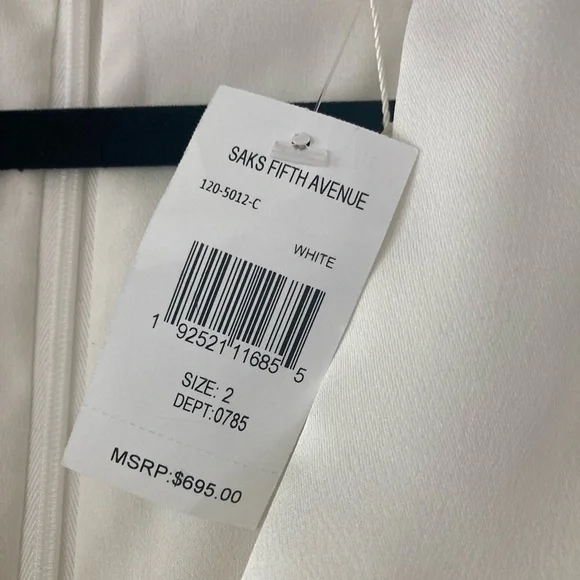 SAKS FIFTH AVENUE
120-5012-C
WHITE
1 92521 11685 5
SIZE: 2
DEPT:0785
MSRP:$695.00